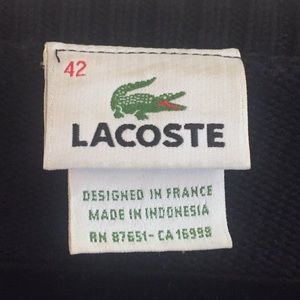 42
LACOSTE
DESIGNED IN FRANCE
MADE IN INDONESIA
RN 87651-CA 16999